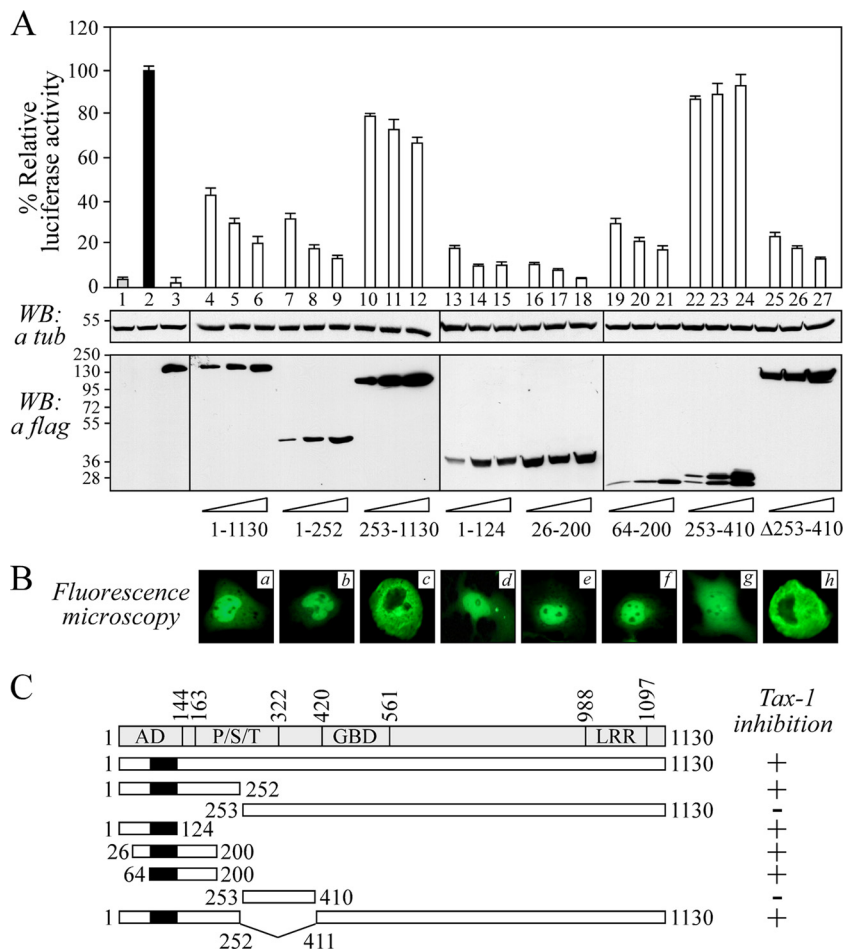 A
% Relative
luciferase activity
120
100
80
60
40
20
0
1 2 3 4 5 6 7 8 9 10 11 12 13 14 15 16 17 18 19 20 21 22 23 24 25 26 27
WB:
a tub
55
WB:
a flag
250
130
95
72
55
36
28
1-1130 1-252 253-1130 1-124 26-200 64-200 253-410 Δ253-410
B
Fluorescence
microscopy
a b c d e f g h
C
144 163 322 420 561 988 1097
Tax-1
inhibition
1 AD P/S/T GBD LRR 1130
1 1130 +
1 252 +
253 1130 -
1 124 +
26 200 +
64 200 +
253 410 -
1 1130 +
252 411